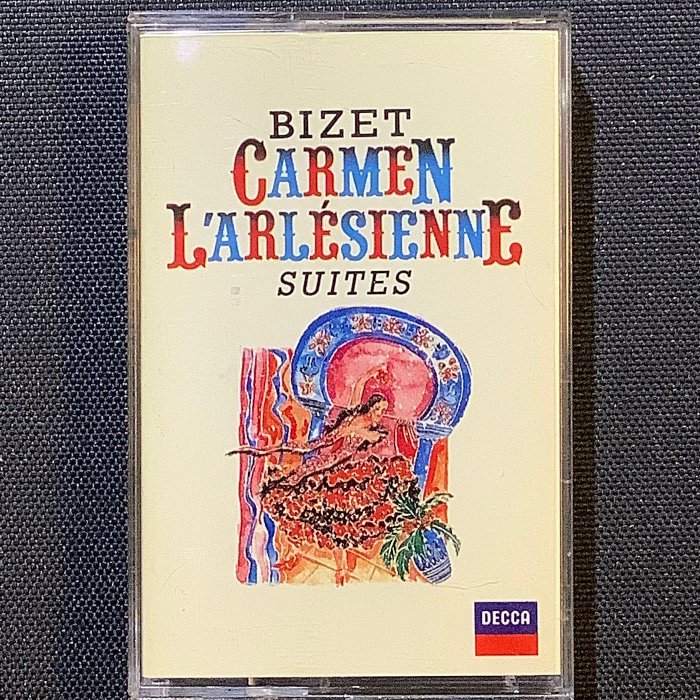 BIZET
CARMEN
L'ARLÉSIENNE
SUITES
DECCA